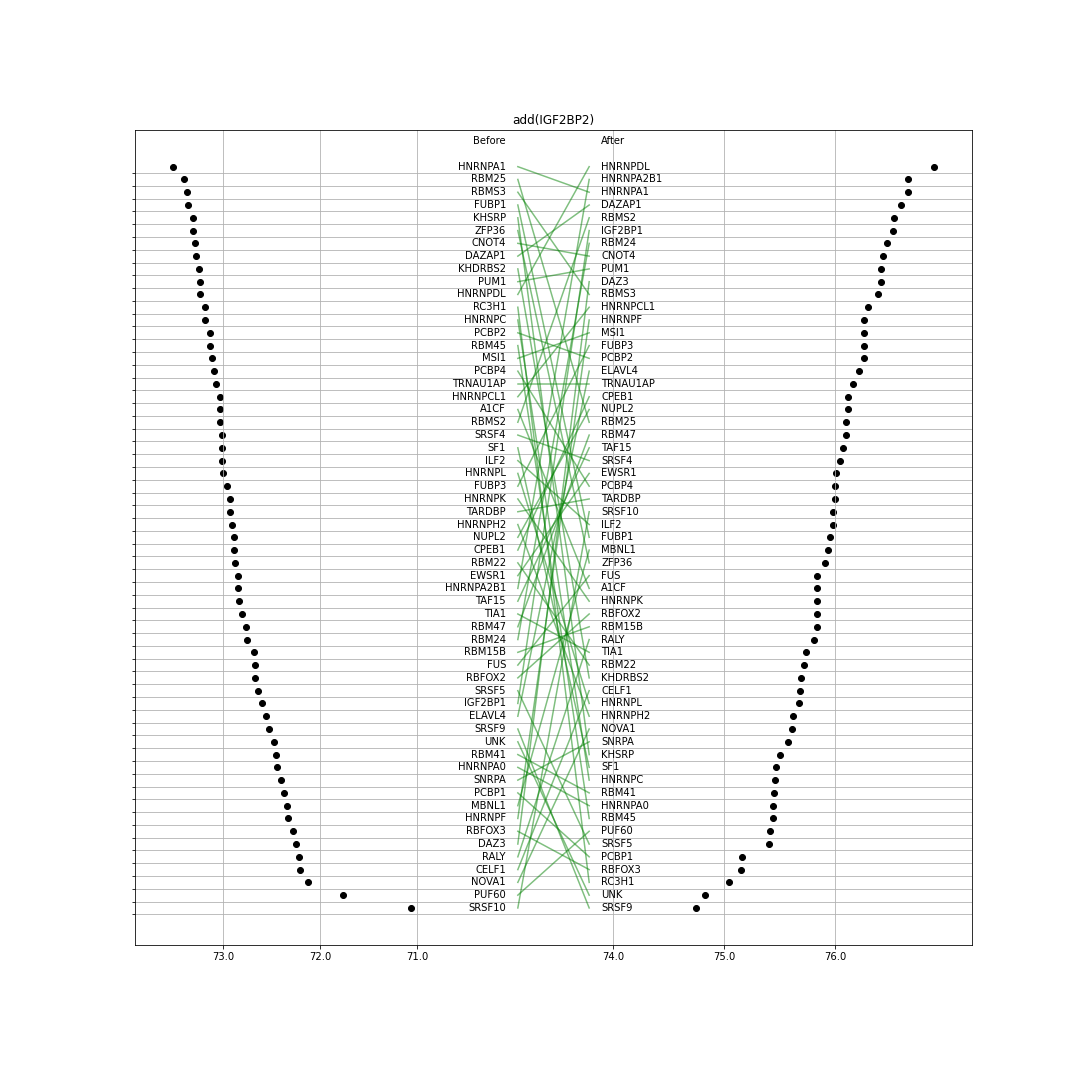 add(IGF2BP2)
Before After
HNRNPA1 HNRNPDL
RBM25 HNRNPA2B1
RBMS3 HNRNPA1
FUBP1 DAZAP1
KHSRP RBMS2
ZFP36 IGF2BP1
CNOT4 RBM24
DAZAP1 CNOT4
KHDRBS2 PUM1
PUM1 DAZ3
HNRNPDL RBMS3
RC3H1 HNRNPCL1
HNRNPC HNRNPF
PCBP2 MSI1
RBM45 FUBP3
MSI1 PCBP2
PCBP4 ELAVL4
TRNAU1AP TRNAU1AP
HNRNPCL1 CPEB1
A1CF NUPL2
RBMS2 RBM25
SRSF4 RBM47
SF1 TAF15
ILF2 SRSF4
HNRNPL EWSR1
FUBP3 PCBP4
HNRNPK TARDBP
TARDBP SRSF10
HNRNPH2 ILF2
NUPL2 FUBP1
CPEB1 MBNL1
RBM22 ZFP36
EWSR1 FUS
HNRNPA2B1 A1CF
TAF15 HNRNPK
TIA1 RBFOX2
RBM47 RBM15B
RBM24 RALY
RBM15B TIA1
FUS RBM22
RBFOX2 KHDRBS2
SRSF5 CELF1
IGF2BP1 HNRNPL
ELAVL4 HNRNPH2
SRSF9 NOVA1
UNK SNRPA
RBM41 KHSRP
HNRNPA0 SF1
SNRPA HNRNPC
PCBP1 RBM41
MBNL1 HNRNPA0
HNRNPF RBM45
RBFOX3 PUF60
DAZ3 SRSF5
RALY PCBP1
CELF1 RBFOX3
NOVA1 RC3H1
PUF60 UNK
SRSF10 SRSF9
73.0 72.0 71.0 74.0 75.0 76.0